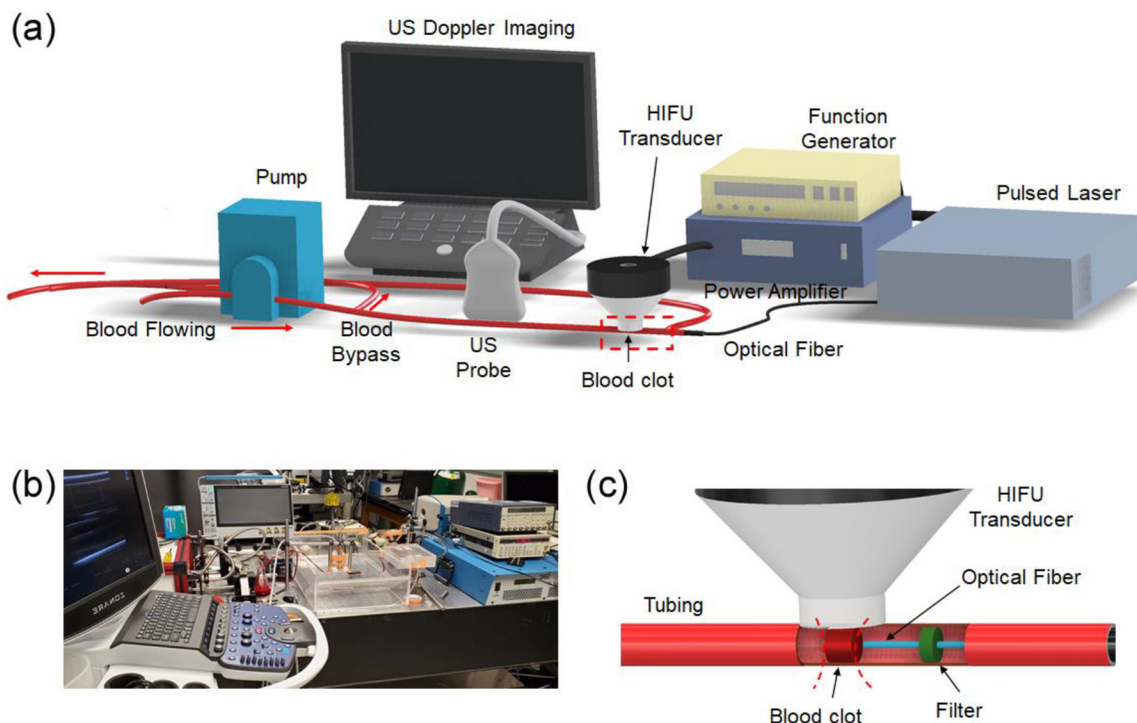 (a)
US Doppler Imaging
HIFU
Transducer
Function
Generator
Pump
Pulsed Laser
Blood Flowing
Blood
Bypass
US
Probe
Power Amplifier
Optical Fiber
Blood clot
(b)
ZONARE
(c)
HIFU
Transducer
Optical Fiber
Tubing
Blood clot
Filter